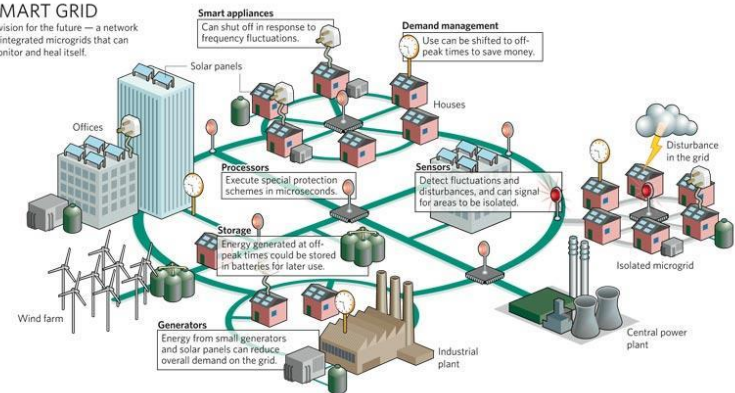 MART GRID
vision for the future — a network
integrated microgrids that can
onitor and heal itself.
Smart appliances
Can shut off in response to
frequency fluctuations.
Demand management
Use can be shifted to off-
peak times to save money.
Solar panels
Houses
Offices
Disturbance
in the grid
Processors
Execute special protection
schemes in microseconds.
Sensors
Detect fluctuations and
disturbances, and can signal
for areas to be isolated.
Storage
Energy generated at off-
peak times could be stored
in batteries for later use.
Isolated microgrid
Wind farm
Generators
Energy from small generators
and solar panels can reduce
overall demand on the grid.
Industrial
plant
Central power
plant